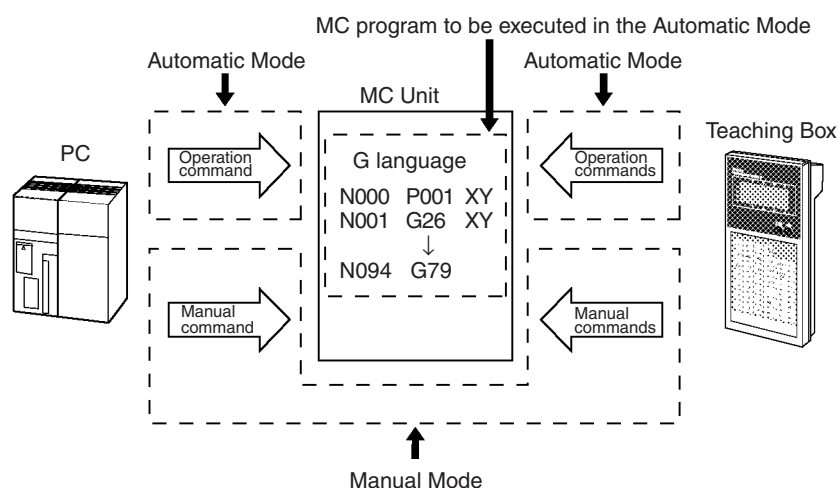 MC program to be executed in the Automatic Mode
Automatic Mode
Automatic Mode
MC Unit
Teaching Box
PC
Operation
command
G language
Operation
commands
N000 P001 XY
N001 G26 XY
↓
N094 G79
Manual
command
Manual
commands
Manual Mode